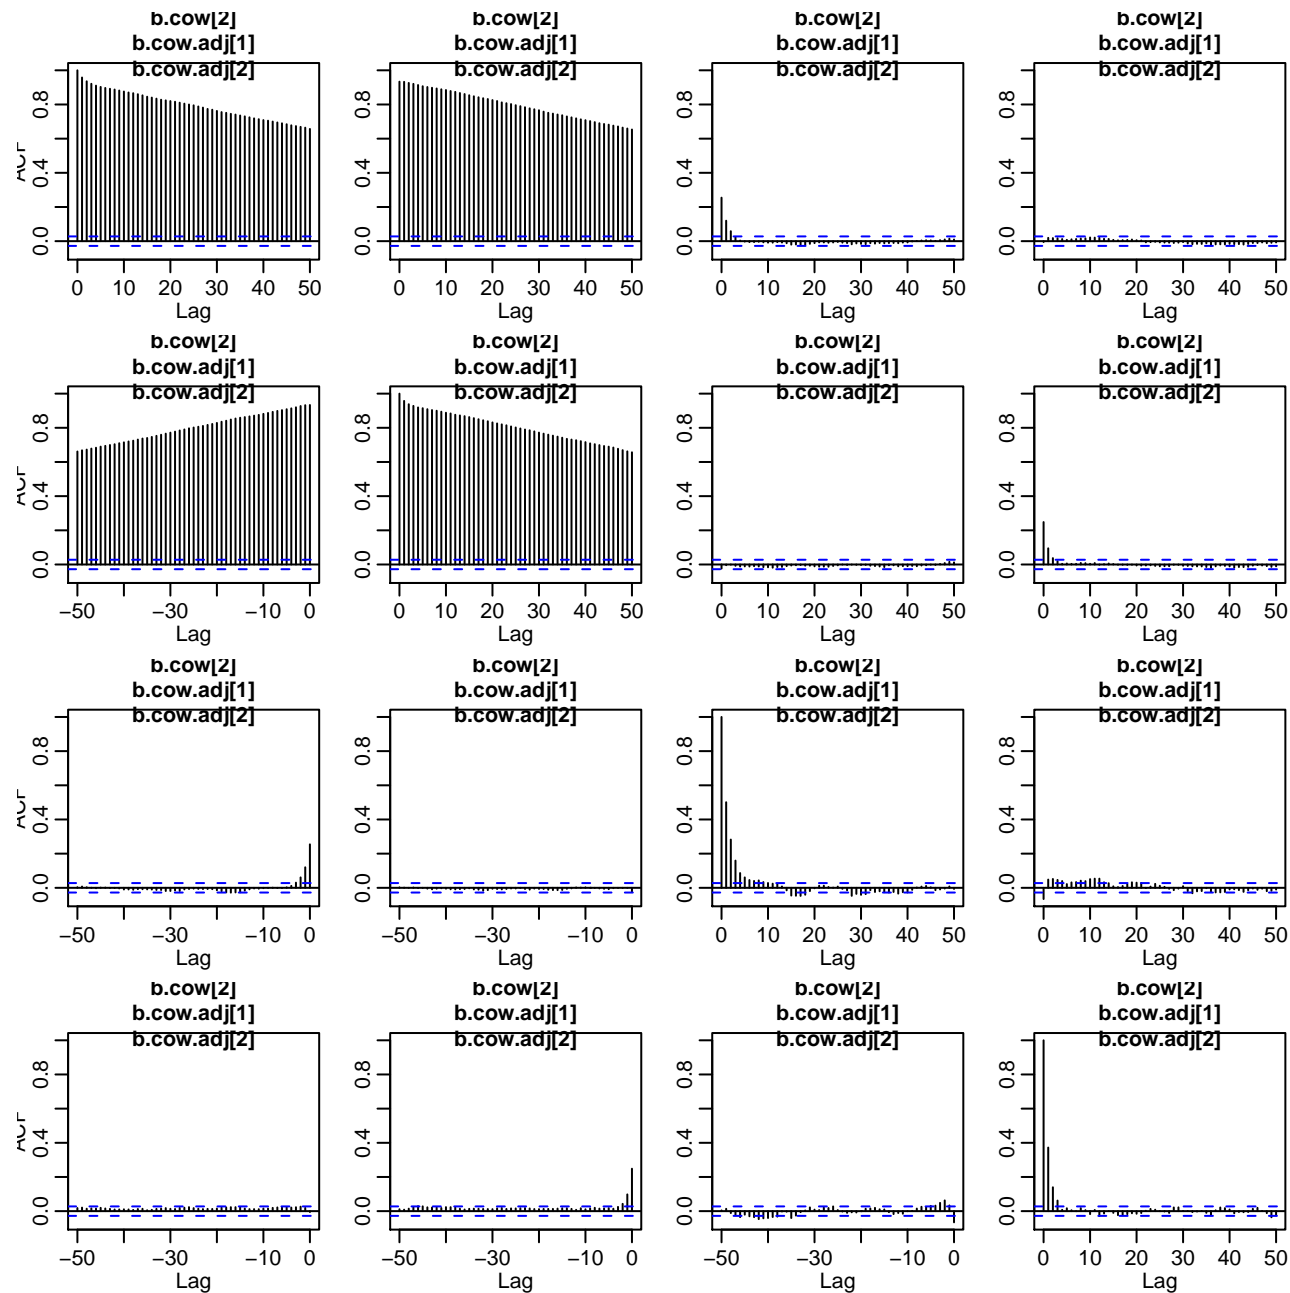 b.cow[2] b.cow[2] b.cow[2] b.cow[2]
b.cow.adj[1] b.cow.adj[1] b.cow.adj[1] b.cow.adj[1]
b.cow.adj[2] b.cow.adj[2] b.cow.adj[2] b.cow.adj[2]
ACF
0.8 0.8 0.8 0.8
0.4 0.4 0.4 0.4
0.0 0.0 0.0 0.0
0 10 20 30 40 50 0 10 20 30 40 50 0 10 20 30 40 50 0 10 20 30 40 50
Lag Lag Lag Lag
b.cow[2] b.cow[2] b.cow[2] b.cow[2]
b.cow.adj[1] b.cow.adj[1] b.cow.adj[1] b.cow.adj[1]
b.cow.adj[2] b.cow.adj[2] b.cow.adj[2] b.cow.adj[2]
ACF
0.8 0.8 0.8 0.8
0.4 0.4 0.4 0.4
0.0 0.0 0.0 0.0
−50 −30 −10 0 0 10 20 30 40 50 0 10 20 30 40 50 0 10 20 30 40 50
Lag Lag Lag Lag
b.cow[2] b.cow[2] b.cow[2] b.cow[2]
b.cow.adj[1] b.cow.adj[1] b.cow.adj[1] b.cow.adj[1]
b.cow.adj[2] b.cow.adj[2] b.cow.adj[2] b.cow.adj[2]
ACF
0.8 0.8 0.8 0.8
0.4 0.4 0.4 0.4
0.0 0.0 0.0 0.0
−50 −30 −10 0 −50 −30 −10 0 0 10 20 30 40 50 0 10 20 30 40 50
Lag Lag Lag Lag
b.cow[2] b.cow[2] b.cow[2] b.cow[2]
b.cow.adj[1] b.cow.adj[1] b.cow.adj[1] b.cow.adj[1]
b.cow.adj[2] b.cow.adj[2] b.cow.adj[2] b.cow.adj[2]
ACF
0.8 0.8 0.8 0.8
0.4 0.4 0.4 0.4
0.0 0.0 0.0 0.0
−50 −30 −10 0 −50 −30 −10 0 −50 −30 −10 0 0 10 20 30 40 50
Lag Lag Lag Lag